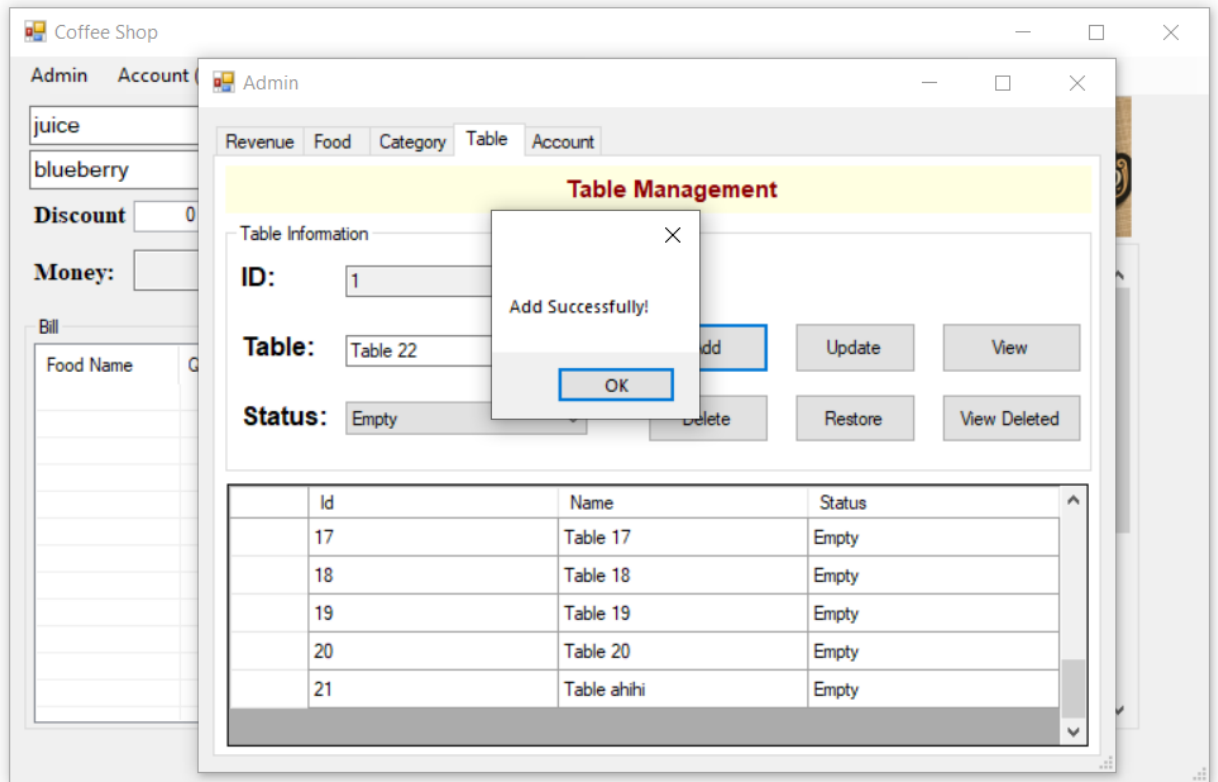 Coffee Shop
Admin Account (
Admin
juice
blueberry
Discount 0
Money:
Bill
Food Name Q
Revenue Food Category Table Account
Table Management
Table Information
ID: 1
Table: Table 22
Status: Empty
Add Successfully!
OK
Update View
Delete Restore View Deleted
Id Name Status
17 Table 17 Empty
18 Table 18 Empty
19 Table 19 Empty
20 Table 20 Empty
21 Table ahihi Empty